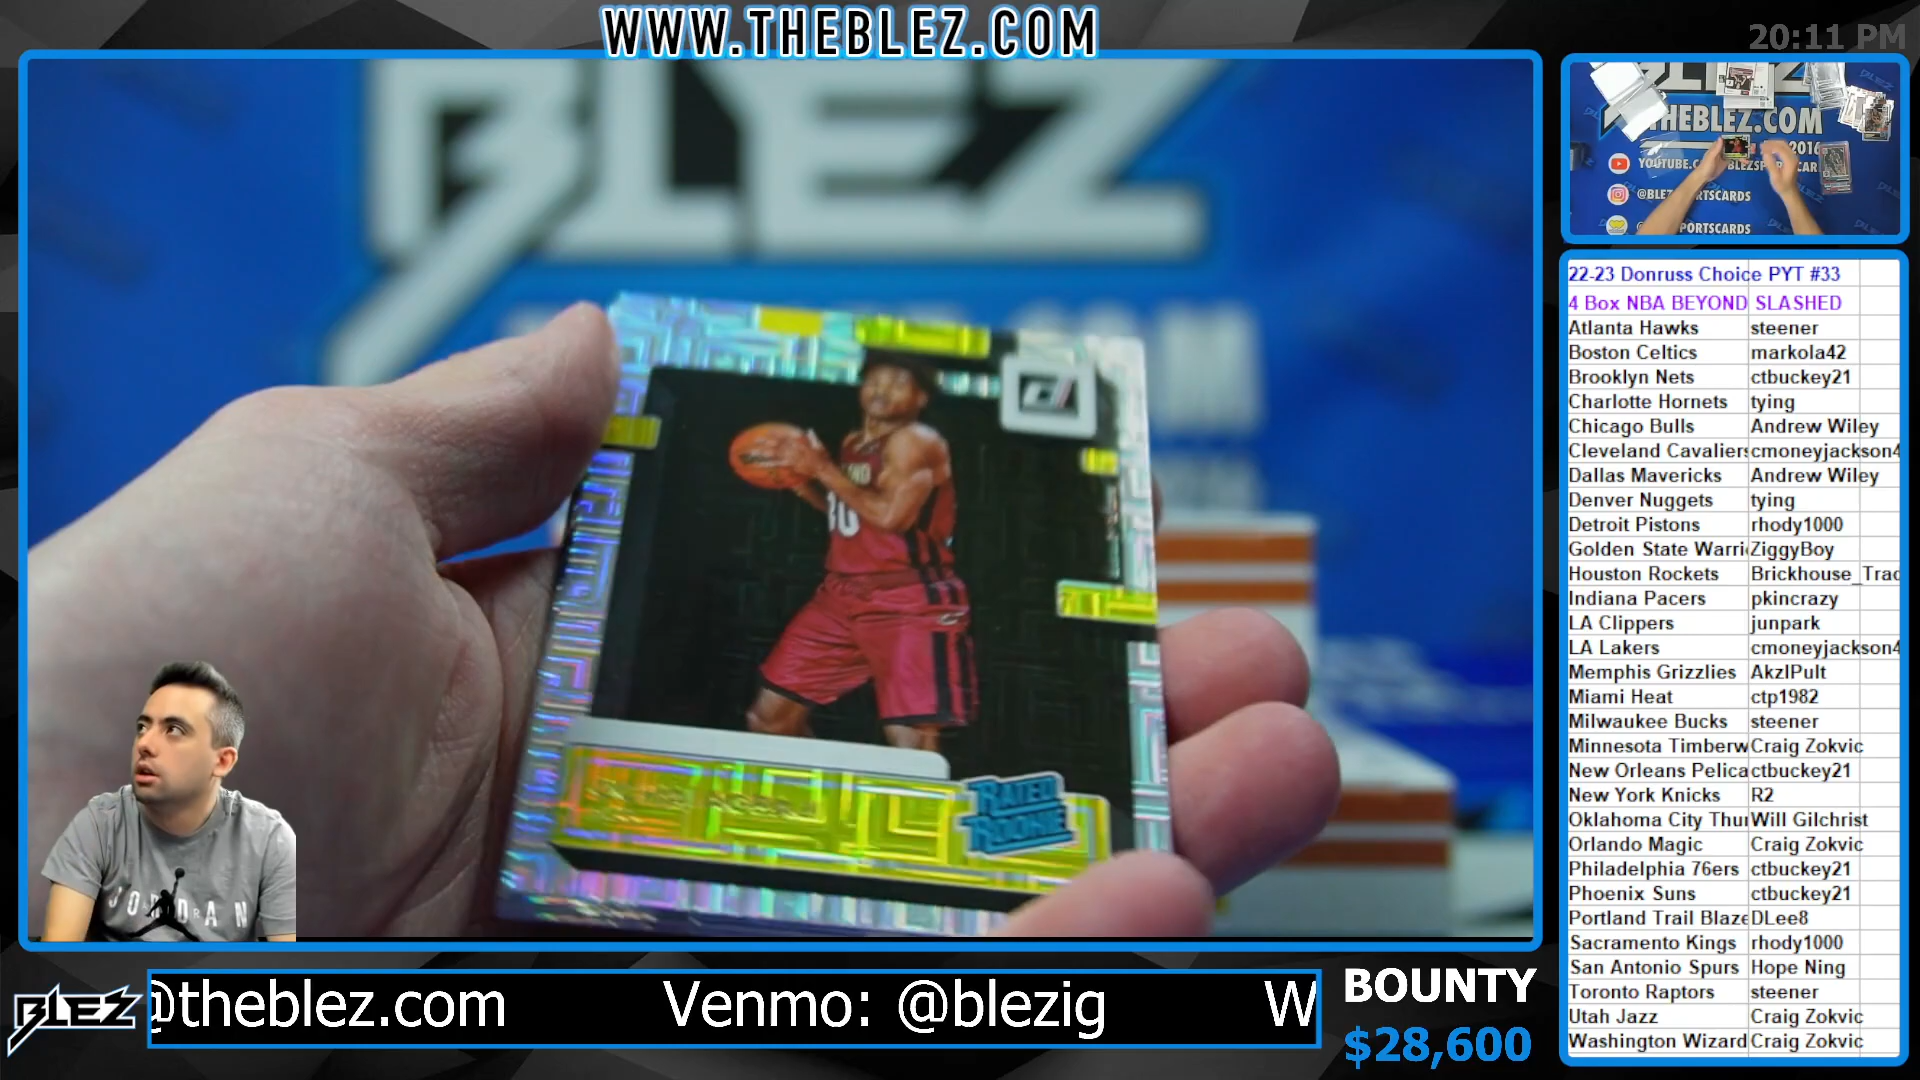 WWW.THEBLEZ.COM
20:11 PM
BLEZ
RATED
ROOKIE
JORDAN
THEBLEZ.COM
2016
@BLEZ
22-23 Donruss Choice PYT #33
4 Box NBA BEYOND SLASHED
Atlanta Hawks steener
Boston Celtics markola42
Brooklyn Nets ctbuckey21
Charlotte Hornets tying
Chicago Bulls Andrew Wiley
Cleveland Cavaliers cmoneyjackson4
Dallas Mavericks Andrew Wiley
Denver Nuggets tying
Detroit Pistons rhody1000
Golden State Warri ZiggyBoy
Houston Rockets Brickhouse_Trac
Indiana Pacers pkincrazy
LA Clippers junpark
LA Lakers cmoneyjackson4
Memphis Grizzlies AkzlPult
Miami Heat ctp1982
Milwaukee Bucks steener
Minnesota Timberw Craig Zokvic
New Orleans Pelica ctbuckey21
New York Knicks R2
Oklahoma City Thu Will Gilchrist
Orlando Magic Craig Zokvic
Philadelphia 76ers ctbuckey21
Phoenix Suns ctbuckey21
Portland Trail Blaze DLee8
Sacramento Kings rhody1000
San Antonio Spurs Hope Ning
Toronto Raptors steener
Utah Jazz Craig Zokvic
Washington Wizard Craig Zokvic
BLEZ
@theblez.com Venmo: @blezig W
BOUNTY
$28,600